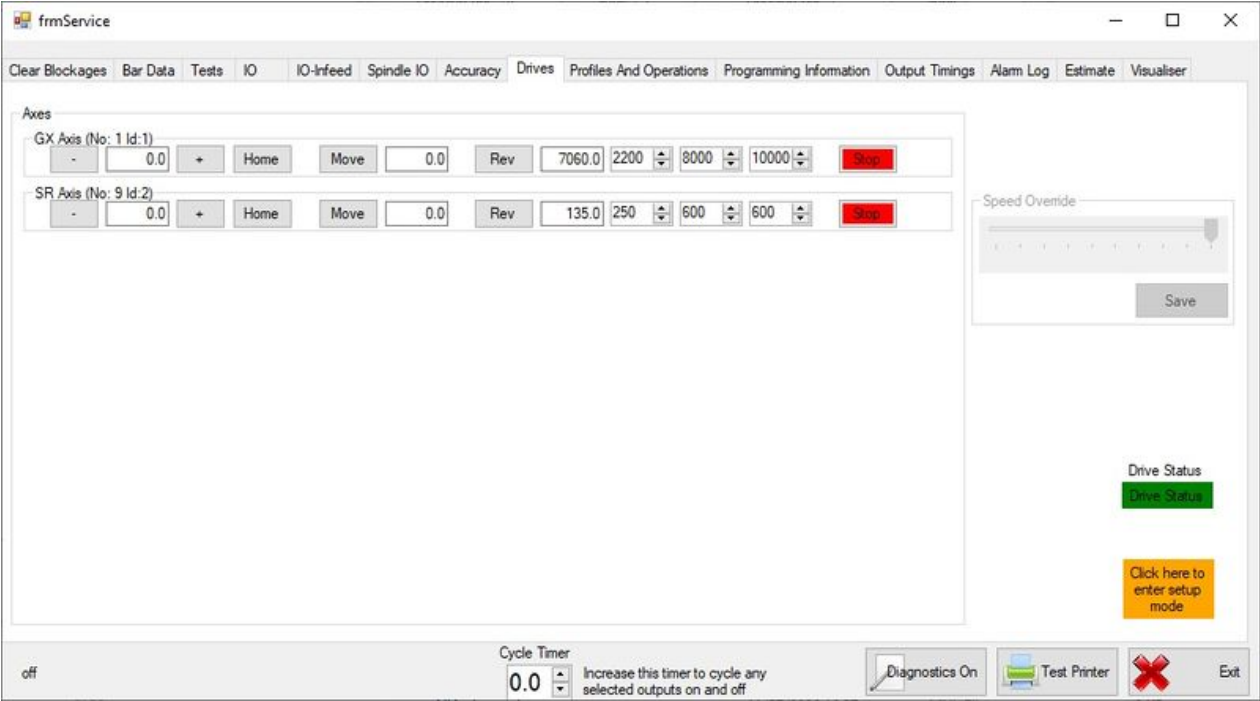 frmService
Clear Blockages Bar Data Tests IO IO-Infeed Spindle IO Accuracy Drives Profiles And Operations Programming Information Output Timings Alarm Log Estimate Visualiser
Axes
GX Axis (No: 1 Id:1)
- 0.0 + Home Move 0.0 Rev 7060.0 2200 8000 10000 Stop
SR Axis (No: 9 Id:2)
- 0.0 + Home Move 0.0 Rev 135.0 250 600 600 Stop
Speed Override
Save
Drive Status
Drive Status
Click here to
enter setup
mode
off
Cycle Timer
0.0
Increase this timer to cycle any
selected outputs on and off
Diagnostics On
Test Printer
Exit